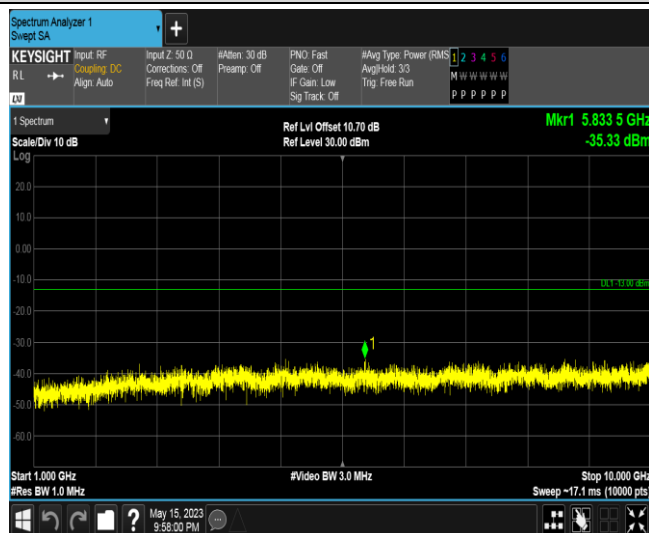 Spectrum Analyzer 1
Swept SA
KEYSIGHT Input: RF Input Z: 50 Ω #Atten: 30 dB PNO: Fast #Avg Type: Power (RMS 1 2 3 4 5 6
RL Coupling: DC Corrections: Off Preamp: Off Gate: Off Avg|Hold: 3/3 M W W W W W
Align: Auto Freq Ref: Int (S) IF Gain: Low Trig: Free Run
LXI Sig Track: Off P P P P P P
1 Spectrum Ref Lvl Offset 10.70 dB Mkr1 5.833 5 GHz
Scale/Div 10 dB Ref Level 30.00 dBm -35.33 dBm
Log
20.0
10.0
0.00
-10.0
DL1 -13.00 dBm
-20.0
-30.0
1
-40.0
-50.0
-60.0
Start 1.000 GHz #Video BW 3.0 MHz Stop 10.000 GHz
#Res BW 1.0 MHz Sweep ~17.1 ms (10000 pts)
? May 15, 2023
9:58:00 PM